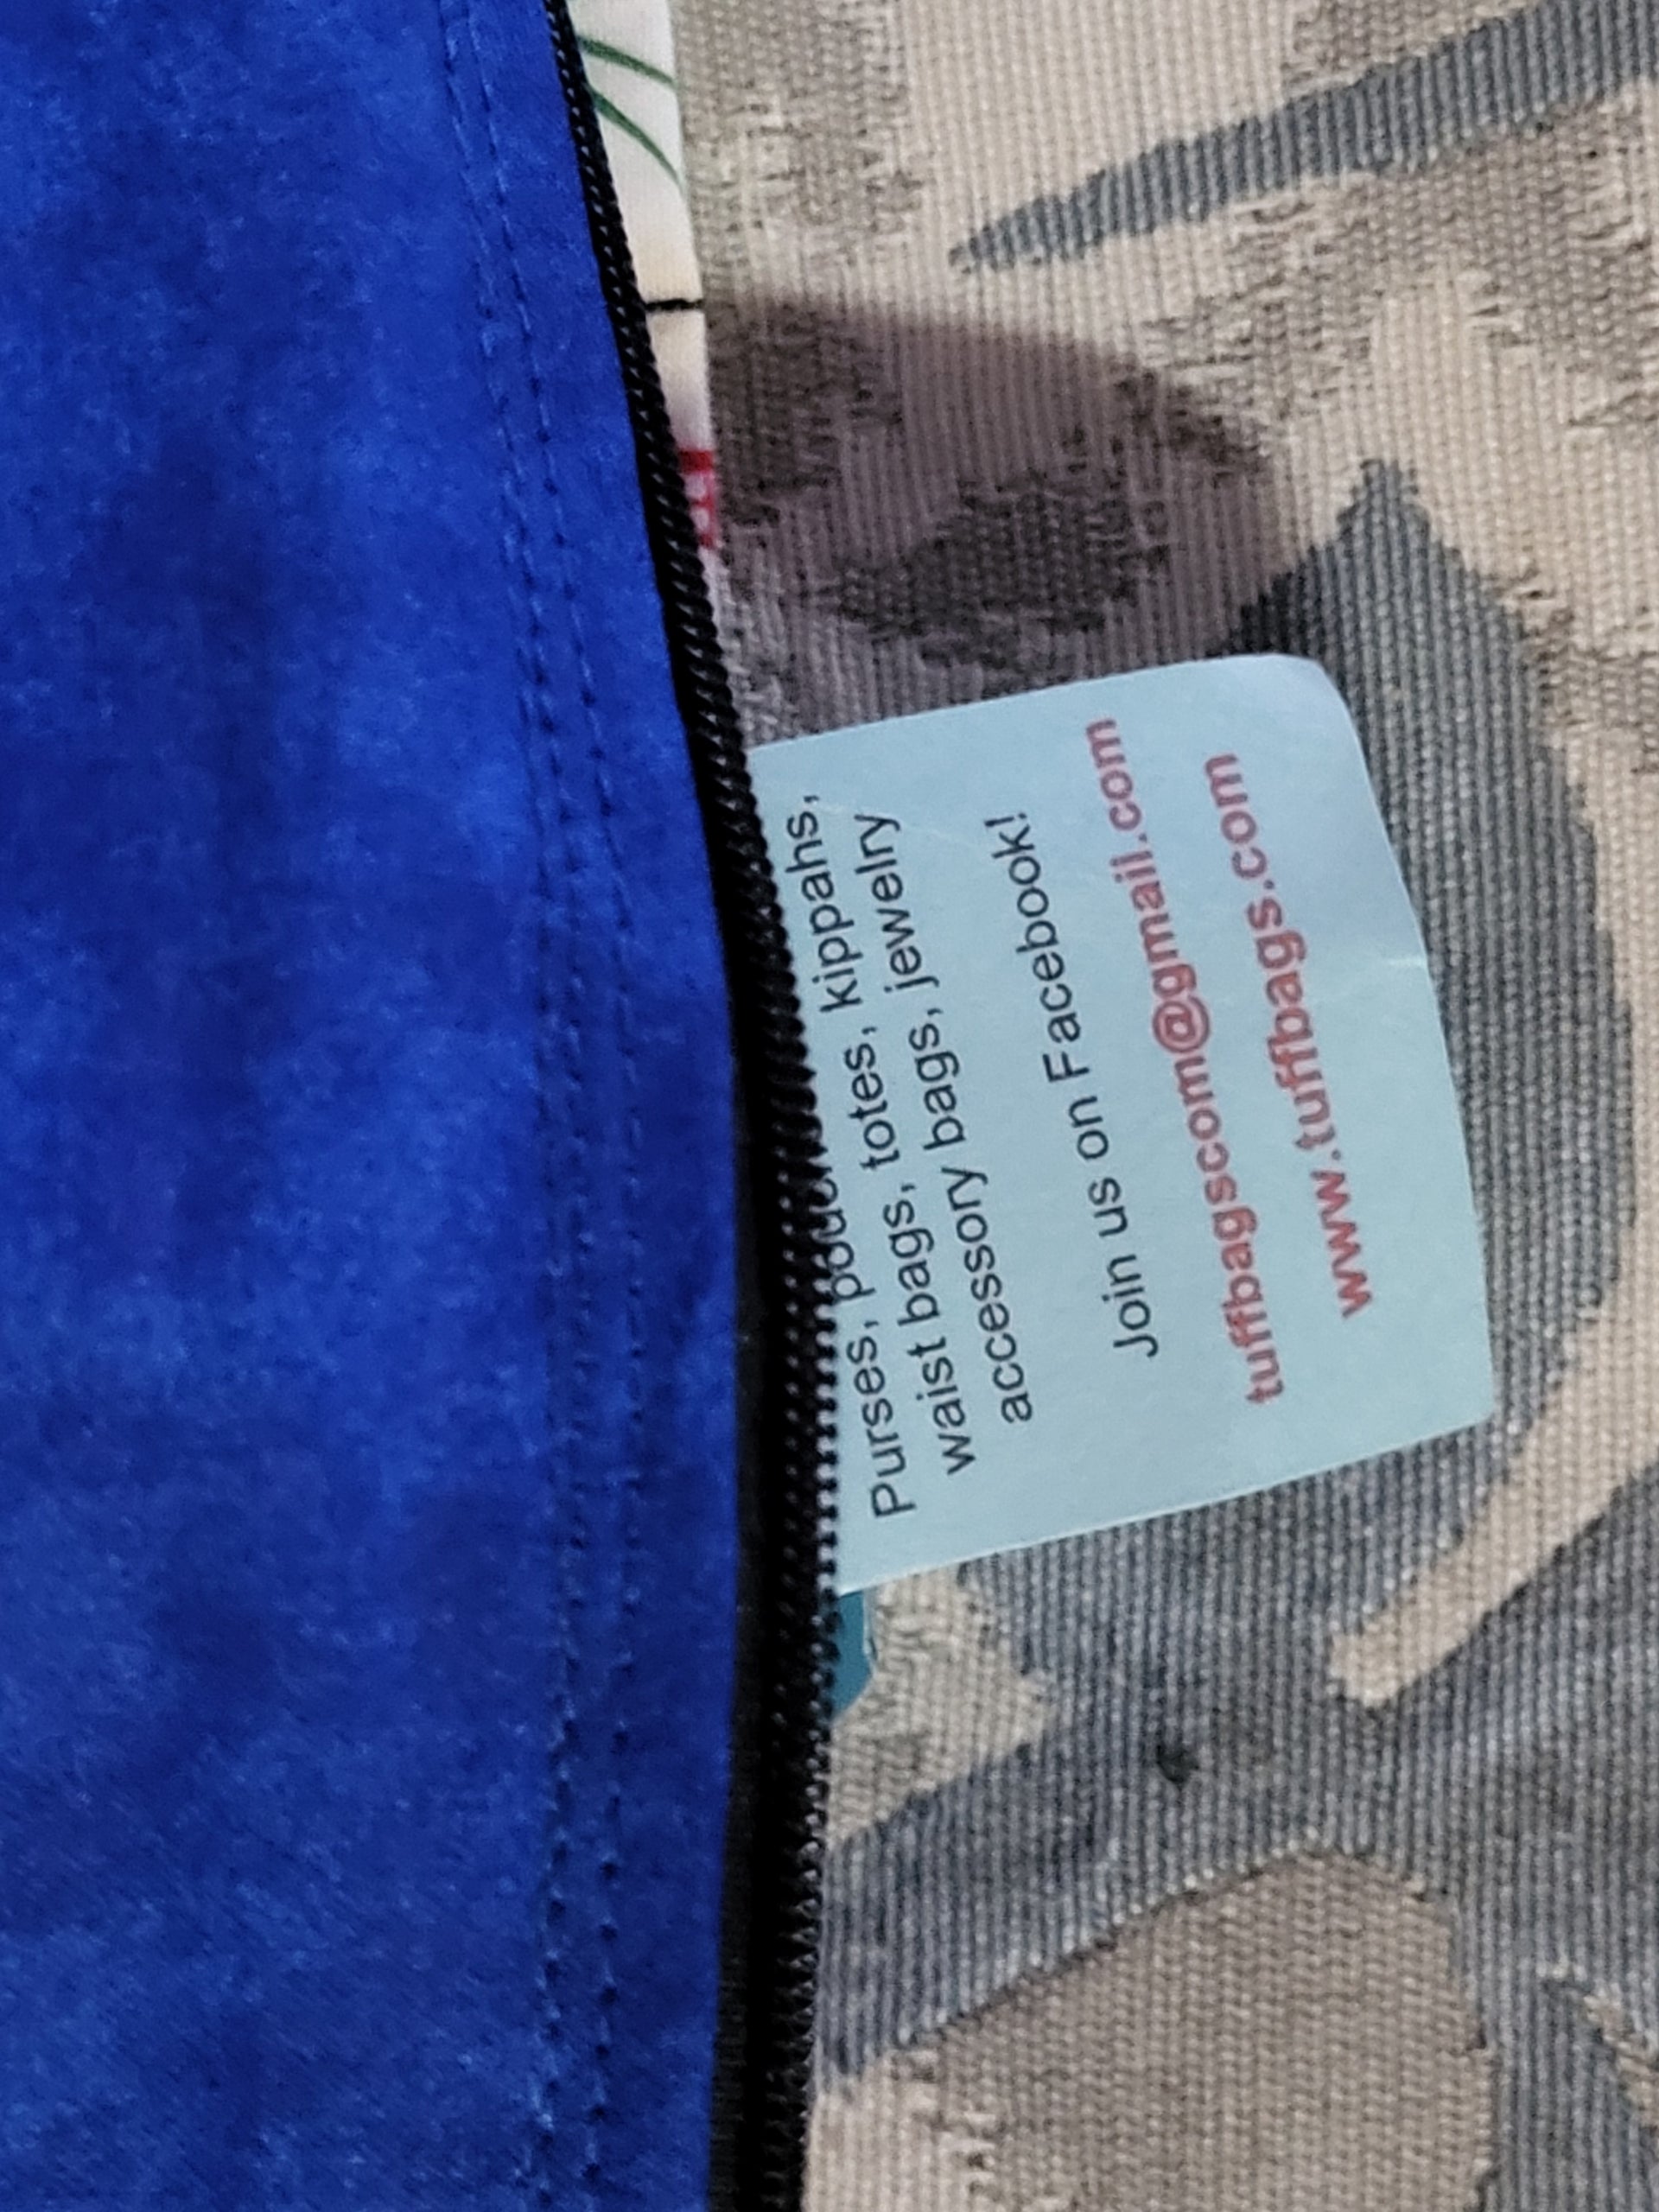 Purses,
waist bags, totes, kippahs,
accessory bags, jewelry
Join us on Facebook!
tuffbagscom@gmail.com
www.tuffbags.com